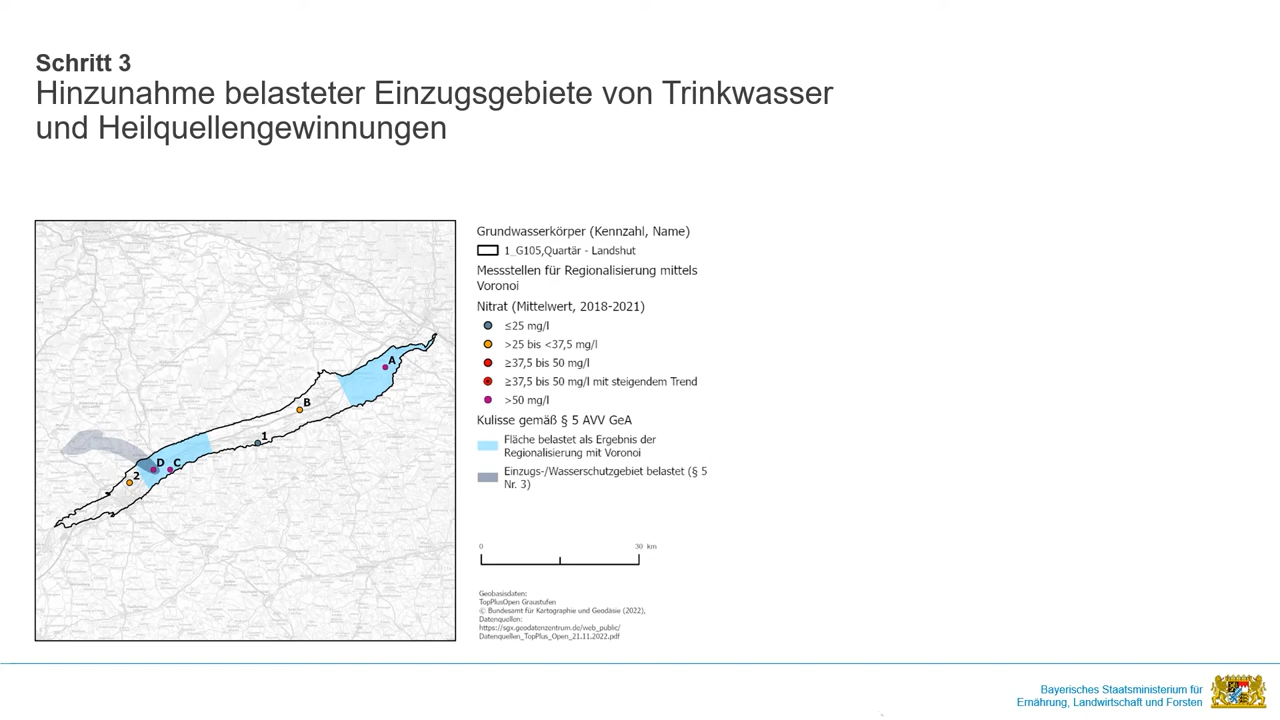 Schritt 3
Hinzunahme belasteter Einzugsgebiete von Trinkwasser
und Heilquellengewinnungen
A
B
1
D
C
2
Grundwasserkörper (Kennzahl, Name)
1_G105,Quartär - Landshut
Messstellen für Regionalisierung mittels
Voronoi
Nitrat (Mittelwert, 2018-2021)
≤25 mg/l
>25 bis <37,5 mg/l
≥37,5 bis 50 mg/l
≥37,5 bis 50 mg/l mit steigendem Trend
>50 mg/l
Kulisse gemäß § 5 AVV GeA
Fläche belastet als Ergebnis der
Regionalisierung mit Voronoi
Einzugs-/Wasserschutzgebiet belastet (§ 5
Nr. 3)
0 30 km
Geobasisdaten:
TopPlusOpen Graustufen
© Bundesamt für Kartographie und Geodäsie (2022),
Datenquellen:
https://sgx.geodatenzentrum.de/web_public/
Datenquellen_TopPlus_Open_21.11.2022.pdf
Bayerisches Staatsministerium für
Ernährung, Landwirtschaft und Forsten